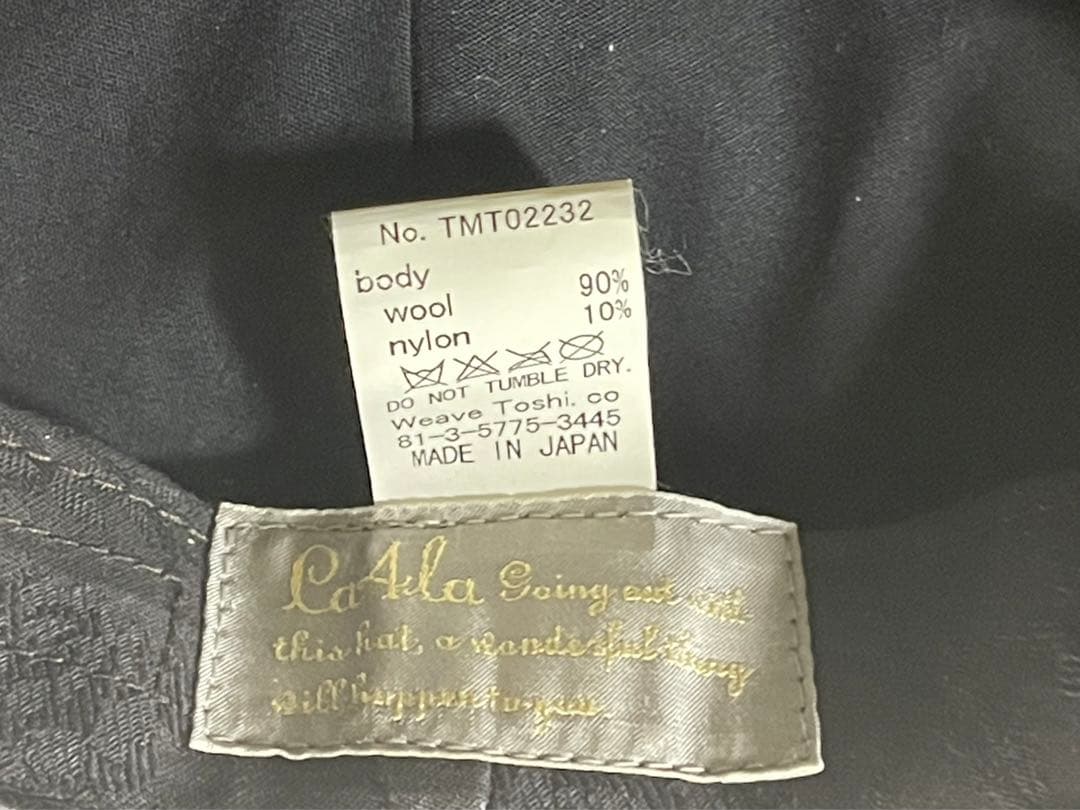 No. TMT02232
body
wool 90%
nylon 10%
DO NOT TUMBLE DRY.
Weave Toshi. co
81-3-5775-3445
MADE IN JAPAN
Ca4la Going out with
this hat, a wonderful thing
will happen to you.